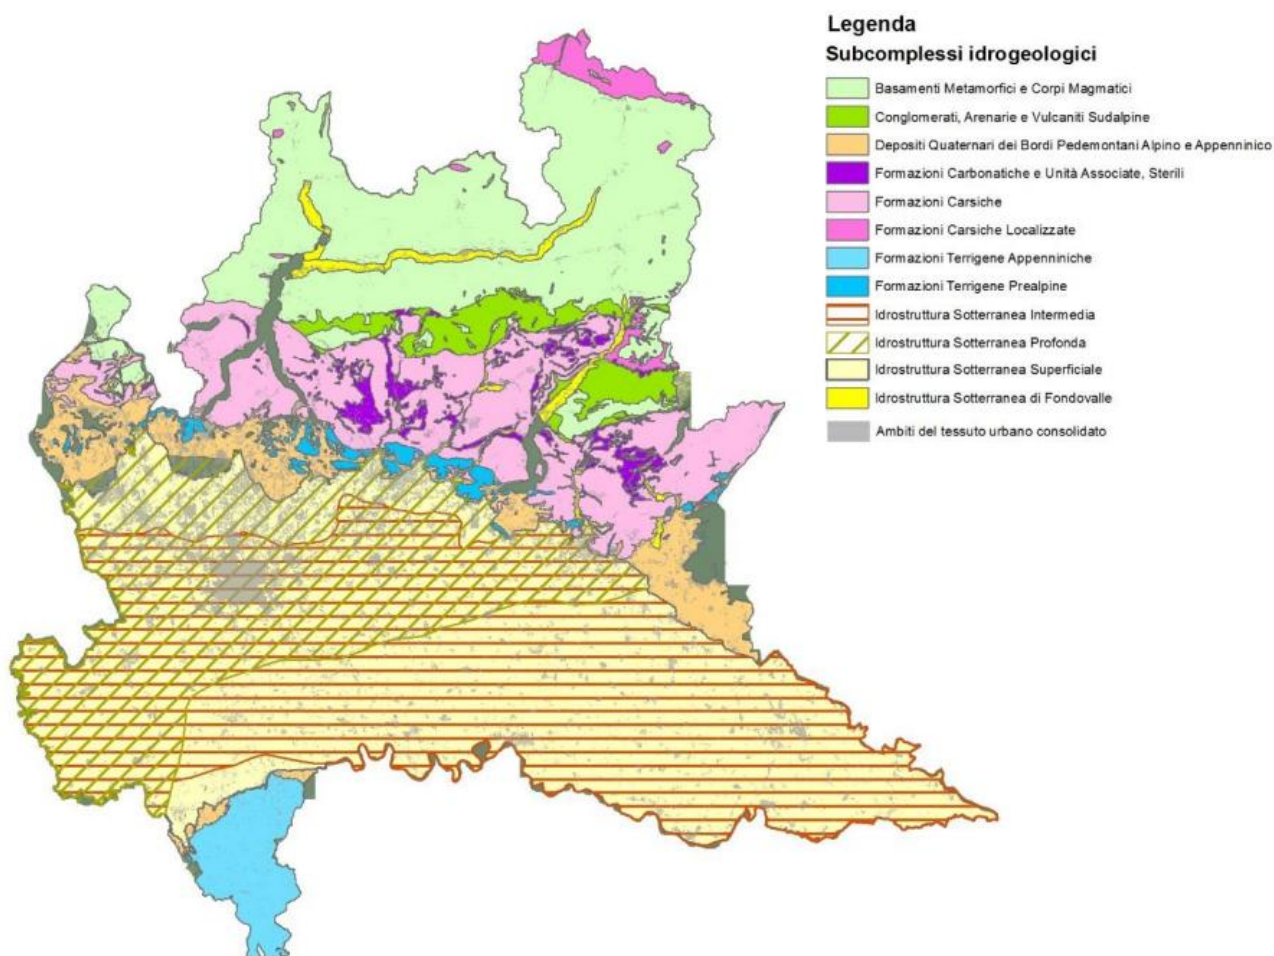 Legenda
Subcomplessi idrogeologici
Basamenti Metamorfici e Corpi Magmatici
Conglomerati, Arenarie e Vulcaniti Sudalpine
Depositi Quaternari dei Bordi Pedemontani Alpino e Appenninico
Formazioni Carbonatiche e Unità Associate, Sterili
Formazioni Carsiche
Formazioni Carsiche Localizzate
Formazioni Terrigene Appenniniche
Formazioni Terrigene Prealpine
Idrostruttura Sotterranea Intermedia
Idrostruttura Sotterranea Profonda
Idrostruttura Sotterranea Superficiale
Idrostruttura Sotterranea di Fondovalle
Ambiti del tessuto urbano consolidato